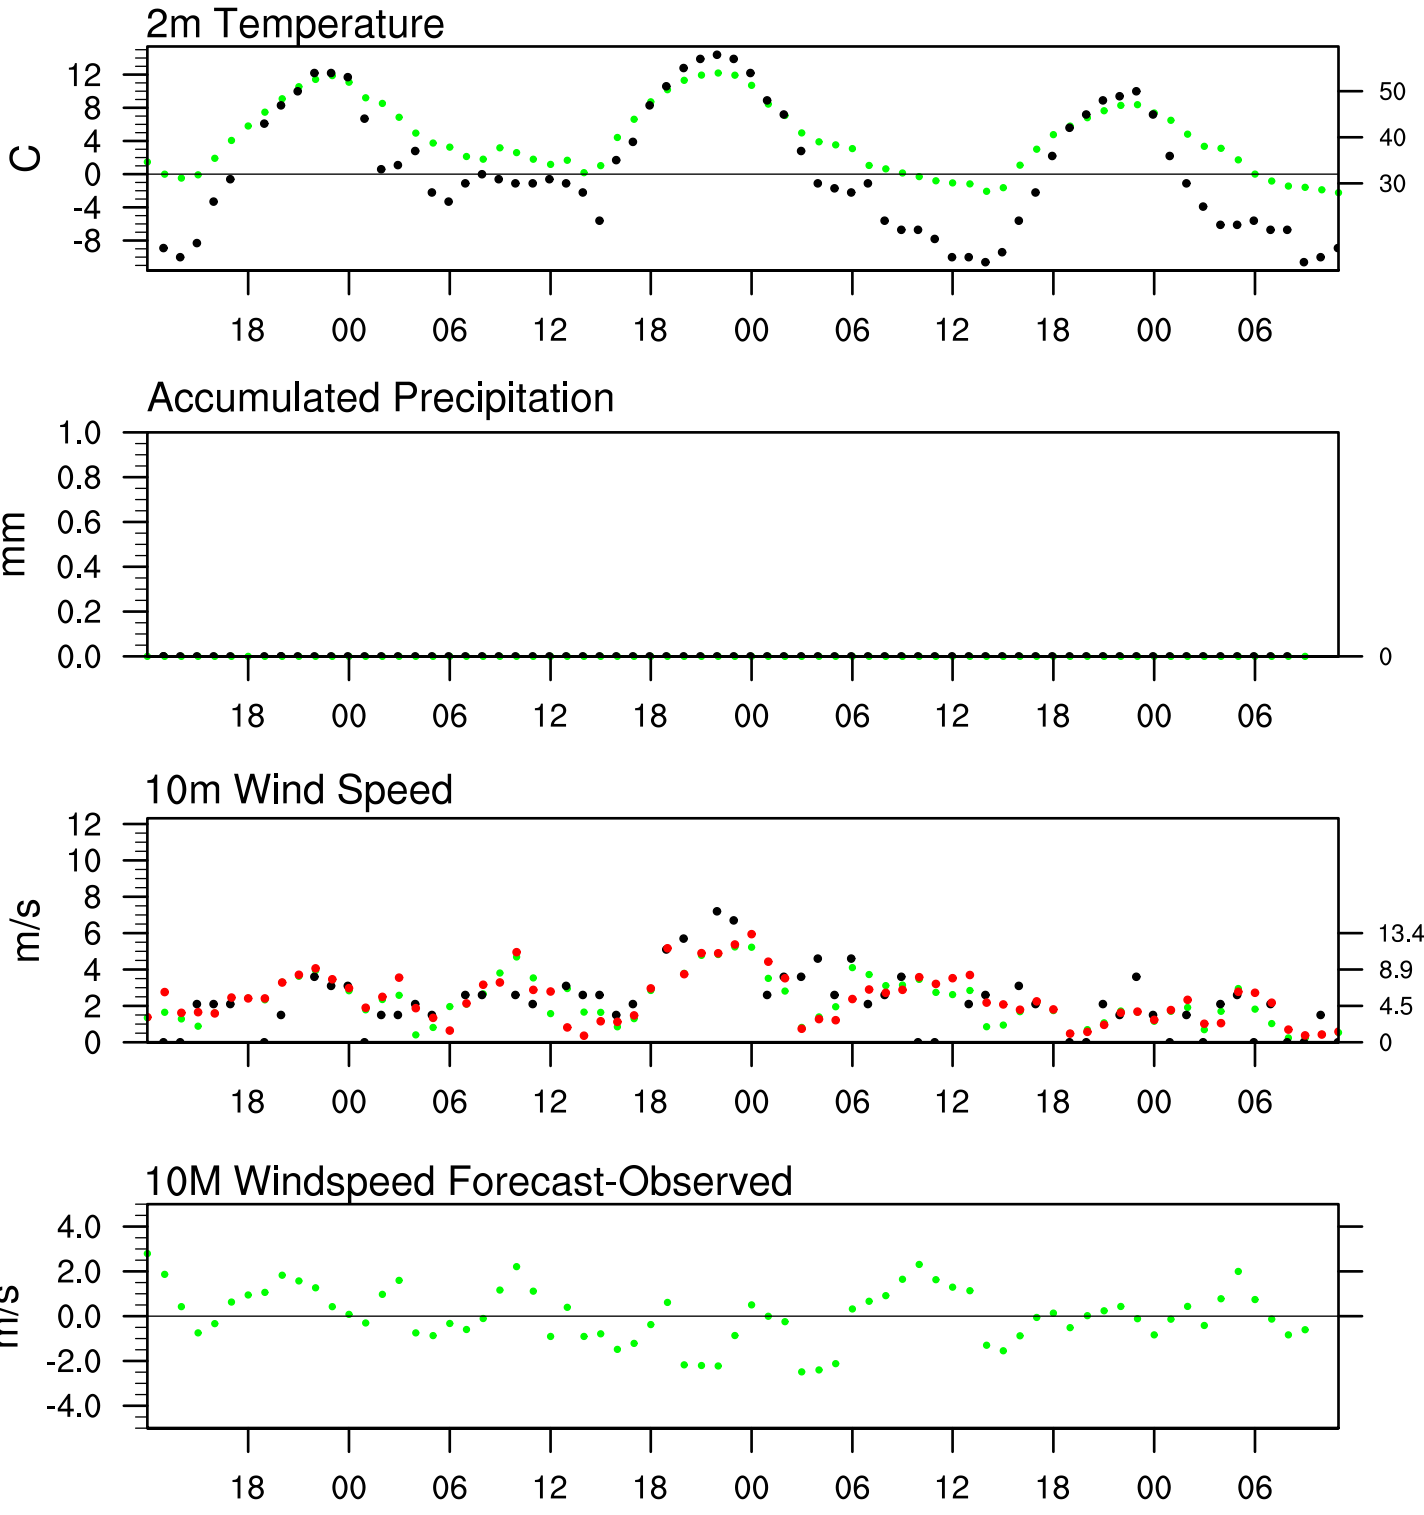 2m Temperature
12
8
4
0
-4
-8
C
50
40
30
18 00 06 12 18 00 06 12 18 00 06
Accumulated Precipitation
1.0
0.8
0.6
0.4
0.2
0.0
mm
0
18 00 06 12 18 00 06 12 18 00 06
10m Wind Speed
12
10
8
6
4
2
0
m/s
13.4
8.9
4.5
0
18 00 06 12 18 00 06 12 18 00 06
10M Windspeed Forecast-Observed
4.0
2.0
0.0
-2.0
-4.0
m/s
18 00 06 12 18 00 06 12 18 00 06